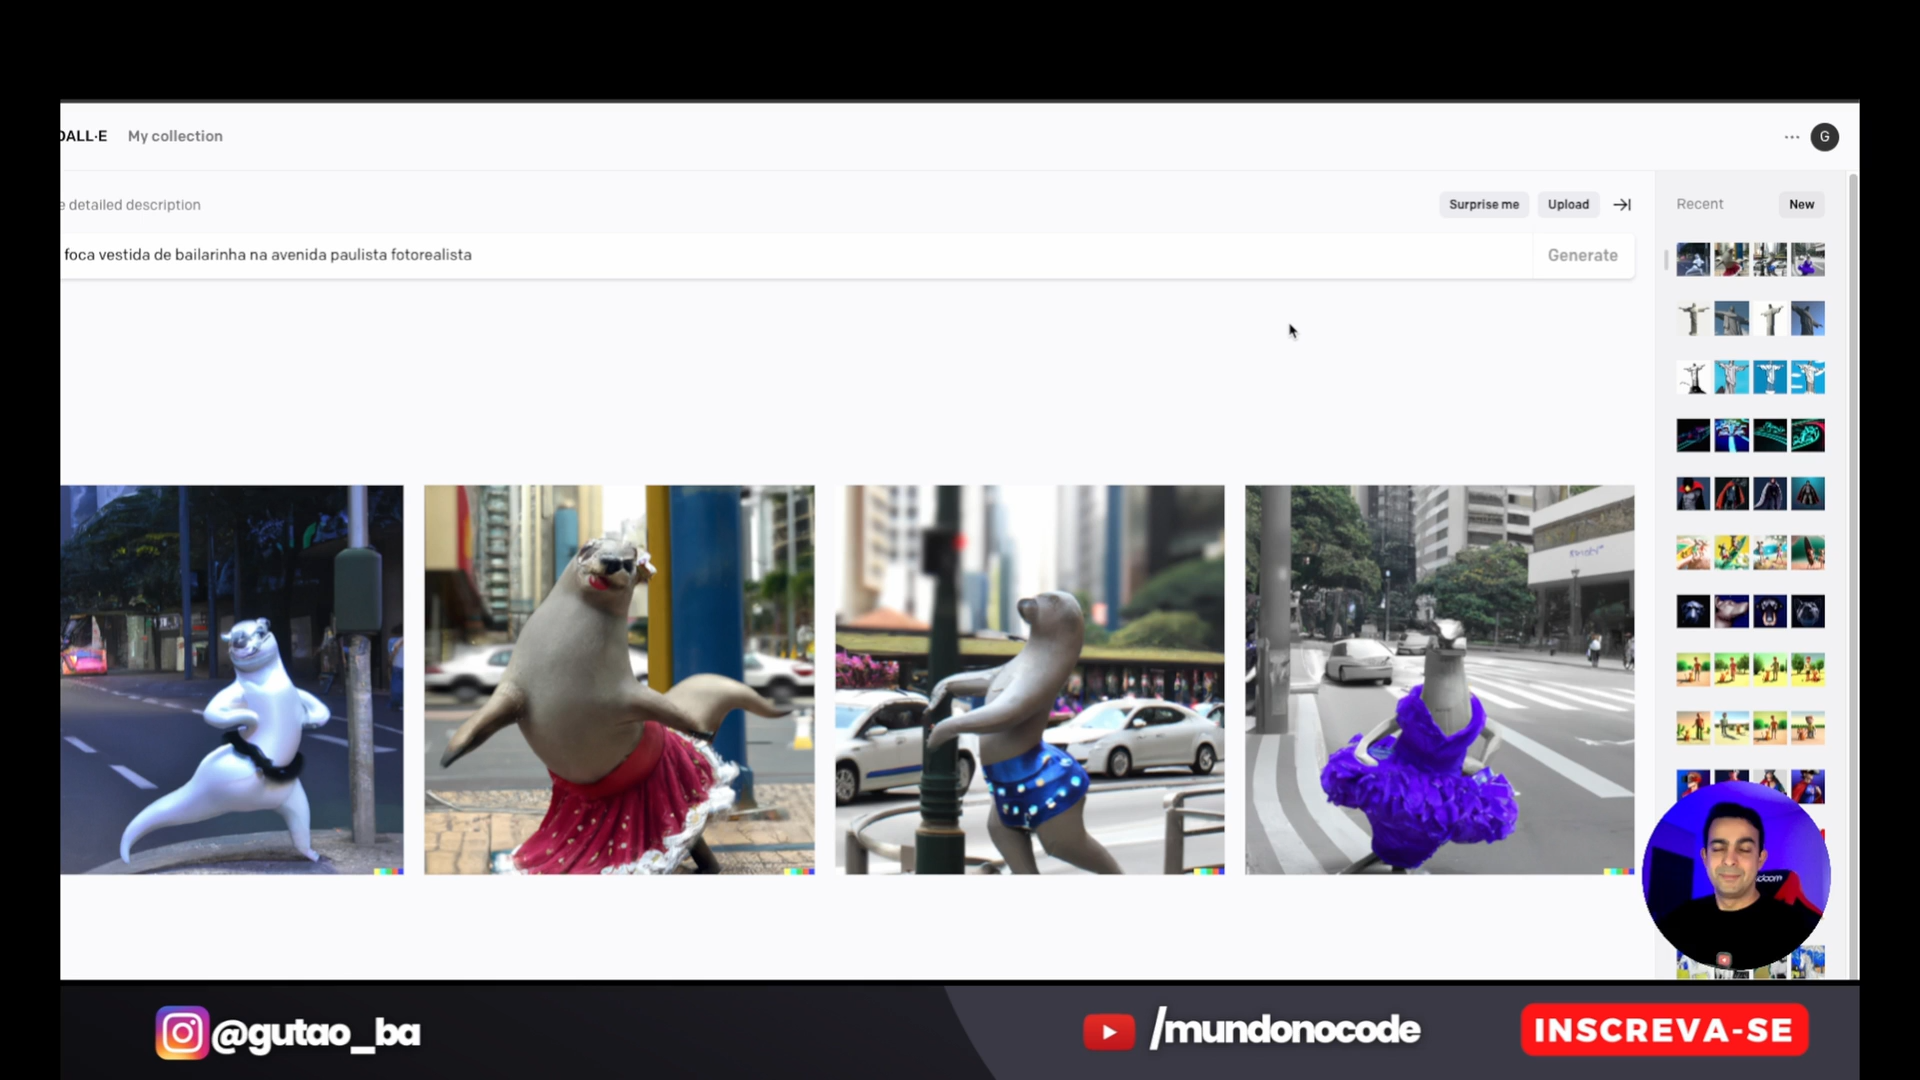 DALL·E My collection
G
e detailed description
Surprise me Upload
Recent New
foca vestida de bailarinha na avenida paulista fotorealista
Generate
@gutao_ba
/mundonocode
INSCREVA-SE